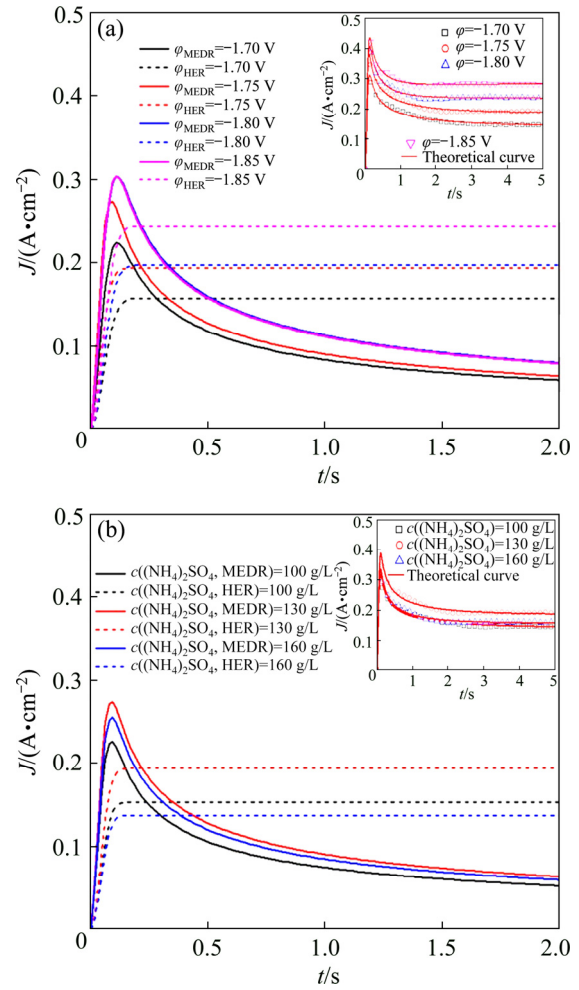 (a)
φMEDR=−1.70 V
φHER=−1.70 V
φMEDR=−1.75 V
φHER=−1.75 V
φMEDR=−1.80 V
φHER=−1.80 V
φMEDR=−1.85 V
φHER=−1.85 V
0.5
0.4
0.3
0.2
0.1
0
J/(A•cm−2)
0.5
1.0
1.5
2.0
t/s
φ=−1.70 V
φ=−1.75 V
φ=−1.80 V
φ=−1.85 V
Theoretical curve
0.5
0.4
0.3
0.2
0.1
0
J/(A•cm−2)
1
2
3
4
5
t/s
(b)
c((NH4)2SO4, MEDR)=100 g/L
c((NH4)2SO4, HER)=100 g/L
c((NH4)2SO4, MEDR)=130 g/L
c((NH4)2SO4, HER)=130 g/L
c((NH4)2SO4, MEDR)=160 g/L
c((NH4)2SO4, HER)=160 g/L
0.5
0.4
0.3
0.2
0.1
0
J/(A•cm−2)
0.5
1.0
1.5
2.0
t/s
c((NH4)2SO4)=100 g/L
c((NH4)2SO4)=130 g/L
c((NH4)2SO4)=160 g/L
Theoretical curve
0.5
0.4
0.3
0.2
0.1
0
J/(A•cm−2)
1
2
3
4
5
t/s